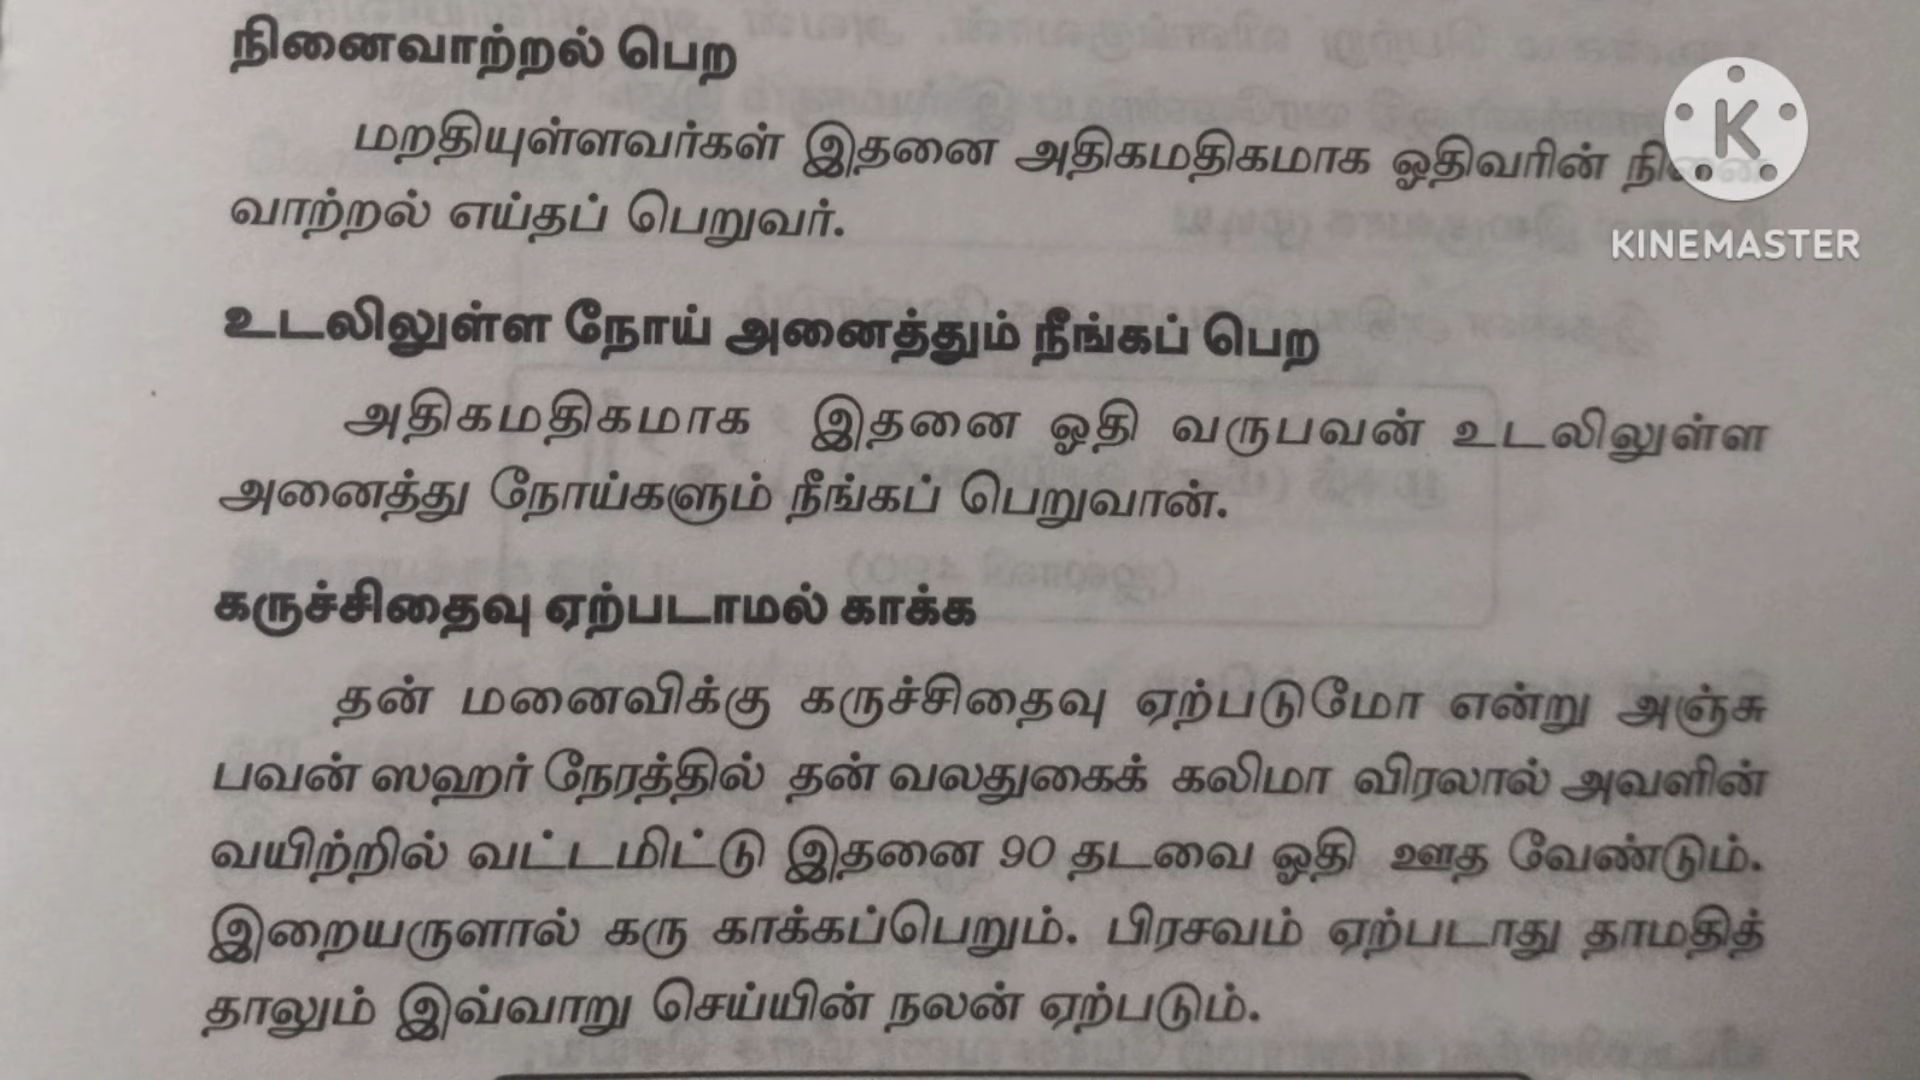 நினைவாற்றல் பெற
மறதியுள்ளவர்கள் இதனை அதிகமதிகமாக ஓதிவரின் நினை
வாற்றல் எய்தப் பெறுவர்.
KINEMASTER
உடலிலுள்ள நோய் அனைத்தும் நீங்கப் பெற
அதிகமதிகமாக இதனை ஓதி வருபவன் உடலிலுள்ள
அனைத்து நோய்களும் நீங்கப் பெறுவான்.
கருச்சிதைவு ஏற்படாமல் காக்க
தன் மனைவிக்கு கருச்சிதைவு ஏற்படுமோ என்று அஞ்சு
பவன் ஸஹர் நேரத்தில் தன் வலதுகைக் கலிமா விரலால் அவளின்
வயிற்றில் வட்டமிட்டு இதனை 90 தடவை ஓதி ஊத வேண்டும்.
இறையருளால் கரு காக்கப்பெறும். பிரசவம் ஏற்படாது தாமதித்
தாலும் இவ்வாறு செய்யின் நலன் ஏற்படும்.